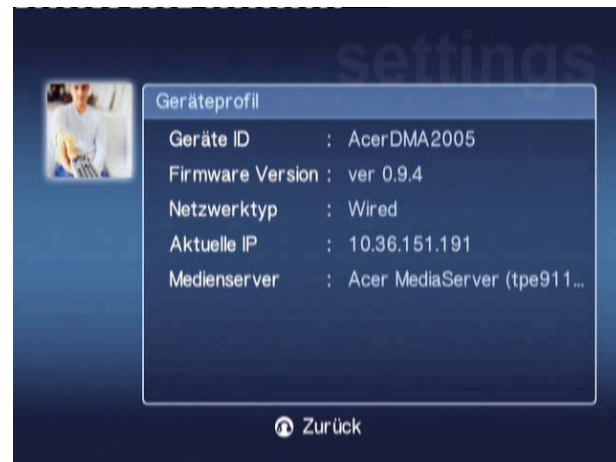 settings
Geräteprofil
Geräte ID : AcerDMA2005
Firmware Version : ver 0.9.4
Netzwerktyp : Wired
Aktuelle IP : 10.36.151.191
Medienserver : Acer MediaServer (tpe911...
Zurück